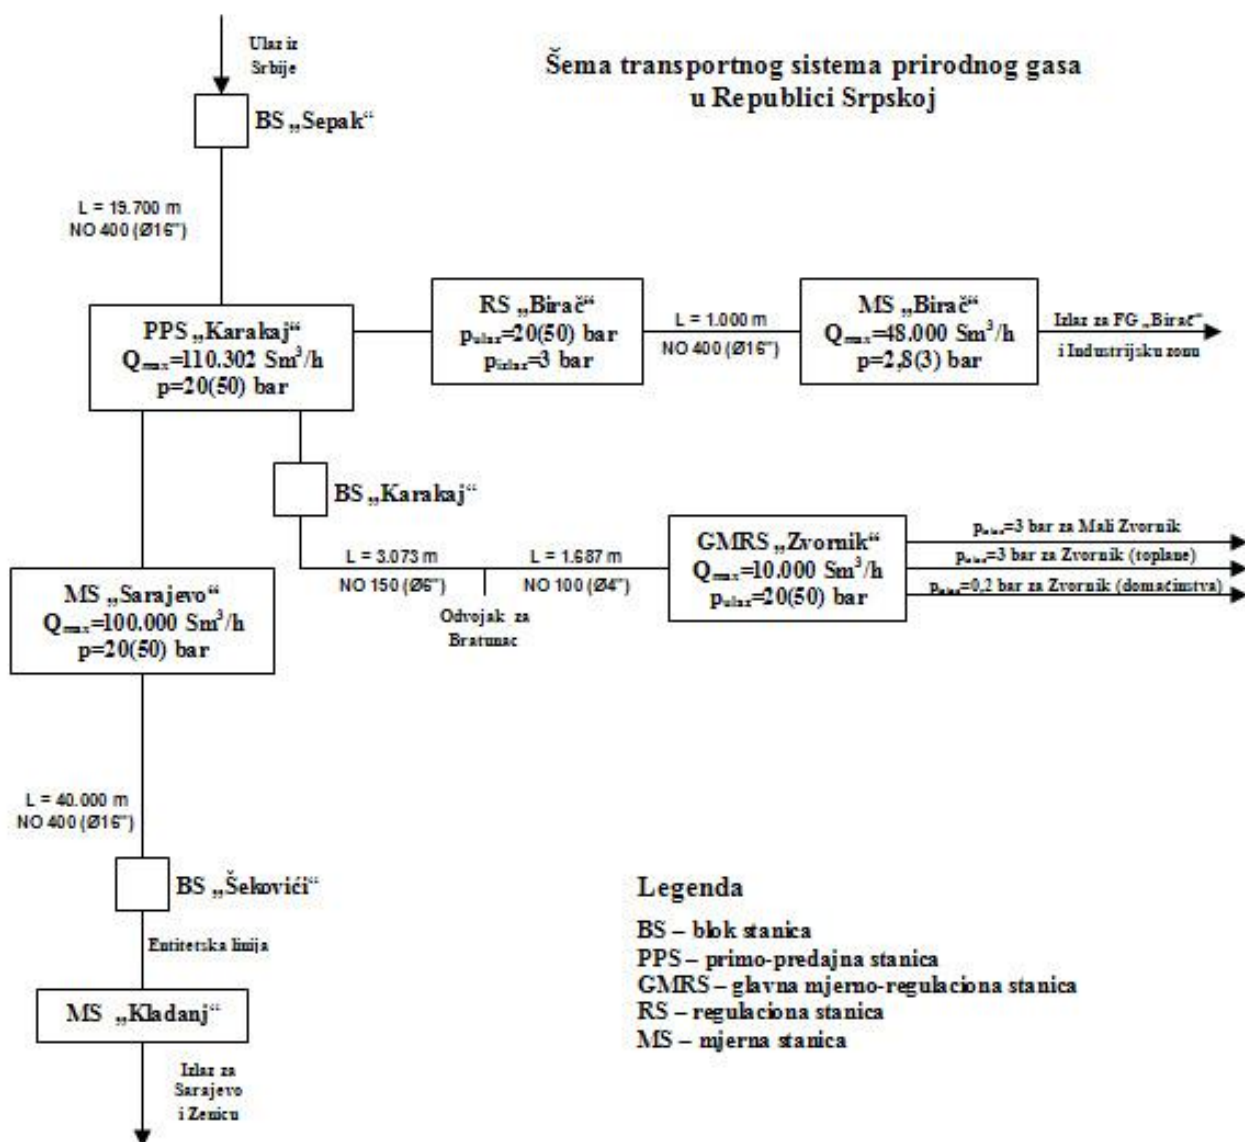 Šema transportnog sistema prirodnog gasa
u Republici Srpskoj
Ulaz iz
Srbije
BS „Sepak“
L = 19.700 m
NO 400 (Ø16")
PPS „Karakaj“
Qmax=110.302 Sm³/h
p=20(50) bar
RS „Birač“
pulaz=20(50) bar
pizlaz=3 bar
L = 1.000 m
NO 400 (Ø16")
MS „Birač“
Qmax=48.000 Sm³/h
p=2,8(3) bar
Izlaz za FG „Birač“
i Industrijsku zonu
BS „Karakaj“
L = 3.073 m
NO 150 (Ø6")
Odvojak za
Bratunac
L = 1.687 m
NO 100 (Ø4")
GMRS „Zvornik“
Qmax=10.000 Sm³/h
pulaz=20(50) bar
=3 bar za Mali Zvornik
=3 bar za Zvornik (toplane)
=0,2 bar za Zvornik (domaćinstva)
MS „Sarajevo“
Qmax=100.000 Sm³/h
p=20(50) bar
L = 40.000 m
NO 400 (Ø16")
BS „Šekovići“
Entitetska linija
MS „Kladanj“
Izlaz za
Sarajevo
i Zenicu
Legenda
BS – blok stanica
PPS – primo-predajna stanica
GMRS – glavna mjerno-regulaciona stanica
RS – regulaciona stanica
MS – mjerna stanica